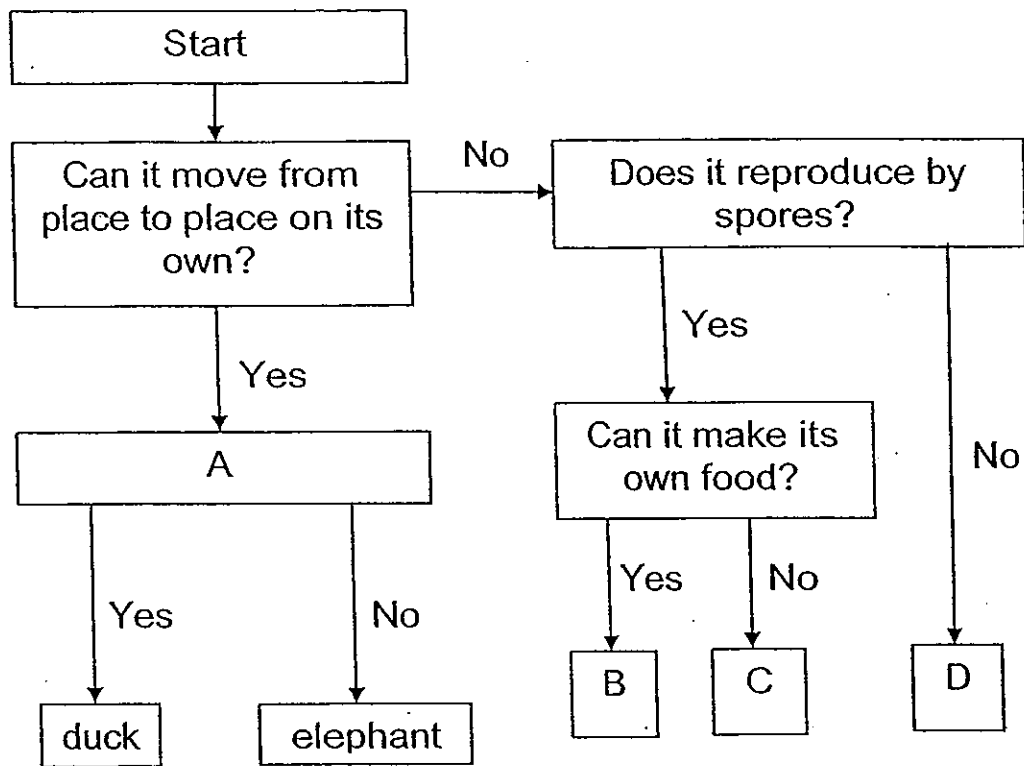 Start
Can it move from
place to place on its
own?
No
Does it reproduce by
spores?
Yes
Yes
No
A
Can it make its
own food?
Yes
No
Yes
No
B
C
D
duck
elephant